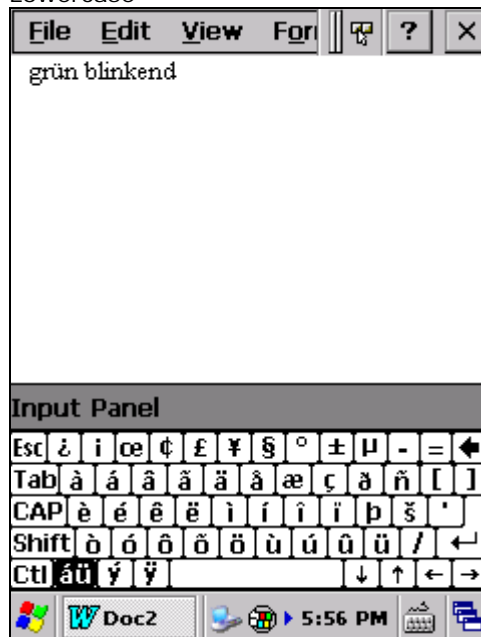 Lowercase
File Edit View For ?
grün blinkend
Input Panel
Esc ¿ ¡ œ ¢ £ ¥ § ° ± µ - =
Tab à á â ã ä å æ ç ð ñ [ ]
CAP è é ê ë ì í î ï þ š '
Shift ò ó ô õ ö ù ú û ü /
Ctl áü ý ÿ ↓ ↑ ← →
Doc2 5:56 PM